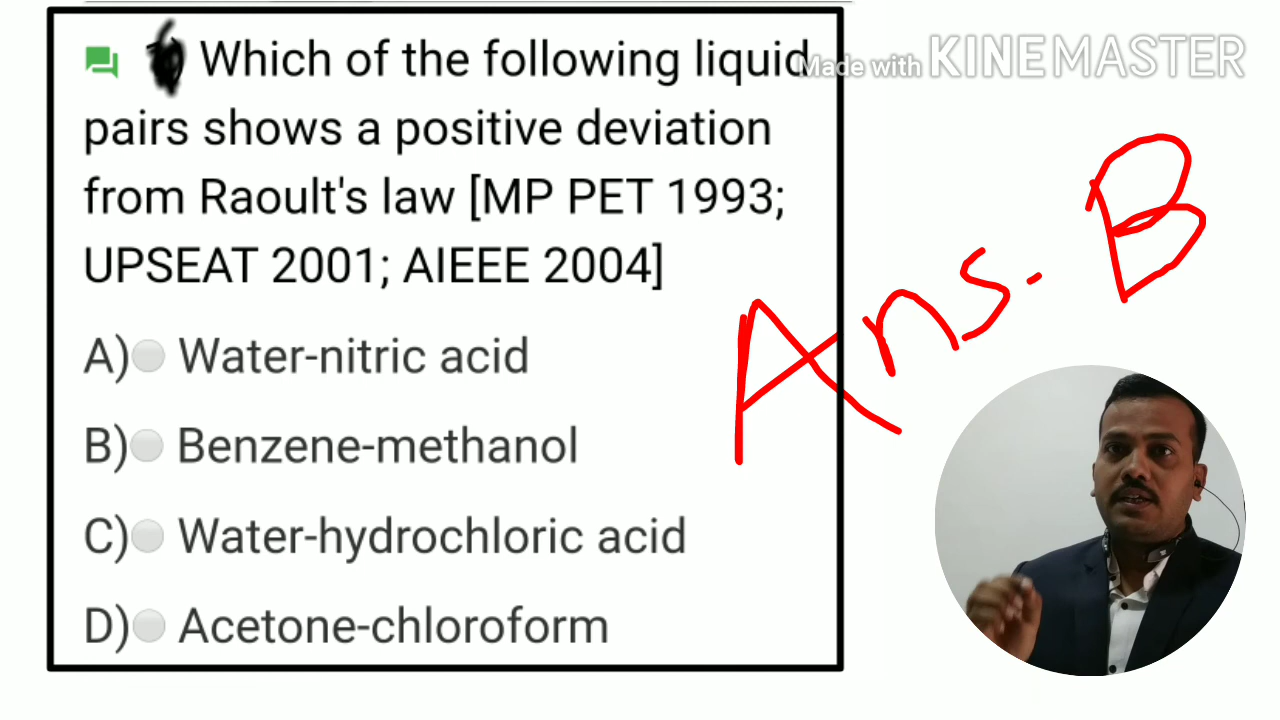 Which of the following liquid
pairs shows a positive deviation
from Raoult's law [MP PET 1993;
UPSEAT 2001; AIEEE 2004]
A) Water-nitric acid
B) Benzene-methanol
C) Water-hydrochloric acid
D) Acetone-chloroform
Made with KINEMASTER
Ans. B